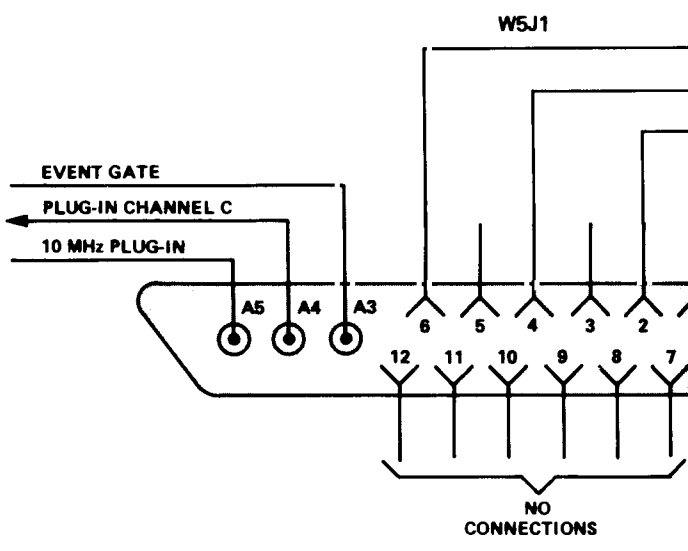 W5J1
EVENT GATE
PLUG-IN CHANNEL C
10 MHz PLUG-IN
A5 A4 A3
6 5 4 3 2
12 11 10 9 8 7
NO
CONNECTIONS